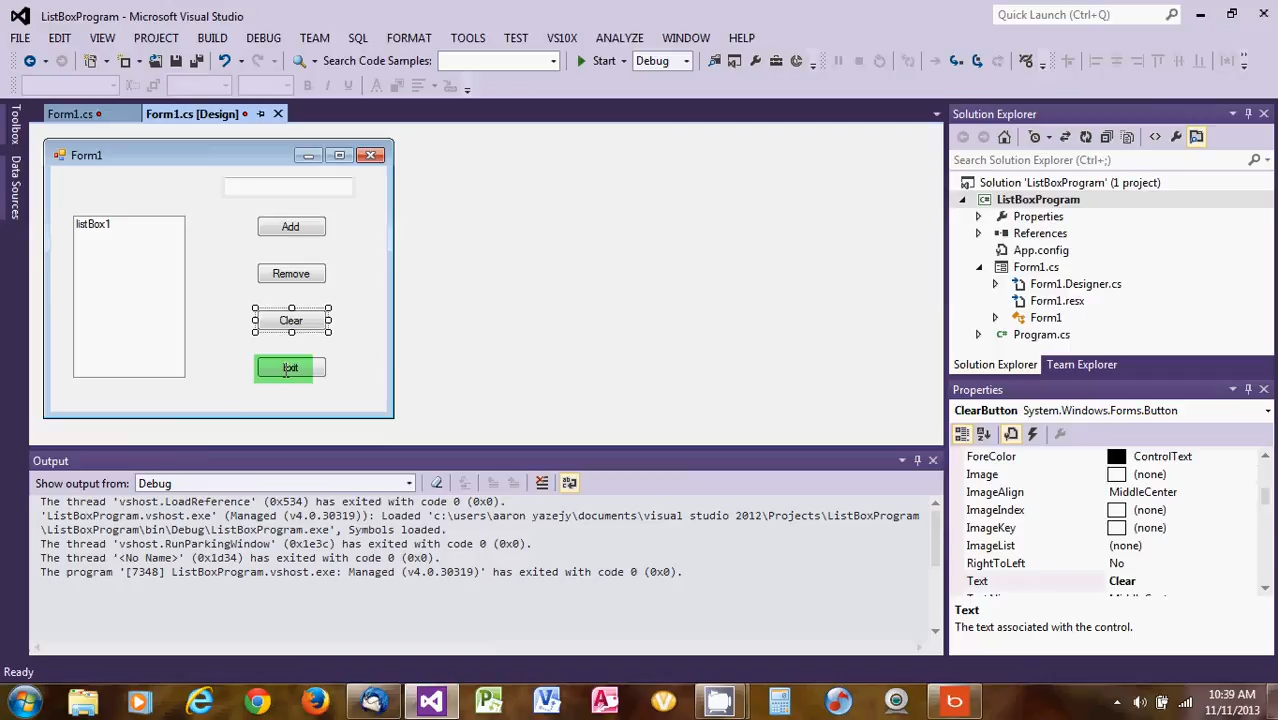 ListBoxProgram - Microsoft Visual Studio
Quick Launch (Ctrl+Q)
FILE EDIT VIEW PROJECT BUILD DEBUG TEAM SQL FORMAT TOOLS TEST VS10X ANALYZE WINDOW HELP
Search Code Samples: Start Debug
B I U
Form1.cs Form1.cs [Design]
Toolbox
Data Sources
Form1
listBox1
Add
Remove
Clear
Exit
Solution Explorer
Search Solution Explorer (Ctrl+;)
Solution 'ListBoxProgram' (1 project)
ListBoxProgram
Properties
References
App.config
Form1.cs
Form1.Designer.cs
Form1.resx
Form1
Program.cs
Solution Explorer Team Explorer
Properties
ClearButton System.Windows.Forms.Button
ForeColor ControlText
Image (none)
ImageAlign MiddleCenter
ImageIndex (none)
ImageKey (none)
ImageList (none)
RightToLeft No
Text Clear
Text
The text associated with the control.
Output
Show output from: Debug
The thread 'vshost.LoadReference' (0x534) has exited with code 0 (0x0).
'ListBoxProgram.vshost.exe' (Managed (v4.0.30319)): Loaded 'c:\users\aaron yazejy\documents\visual studio 2012\Projects\ListBoxProgram
\ListBoxProgram\bin\Debug\ListBoxProgram.exe', Symbols loaded.
The thread 'vshost.RunParkingWindow' (0x1e3c) has exited with code 0 (0x0).
The thread '<No Name>' (0x1d34) has exited with code 0 (0x0).
The program '[7348] ListBoxProgram.vshost.exe: Managed (v4.0.30319)' has exited with code 0 (0x0).
Ready
10:39 AM
11/11/2013